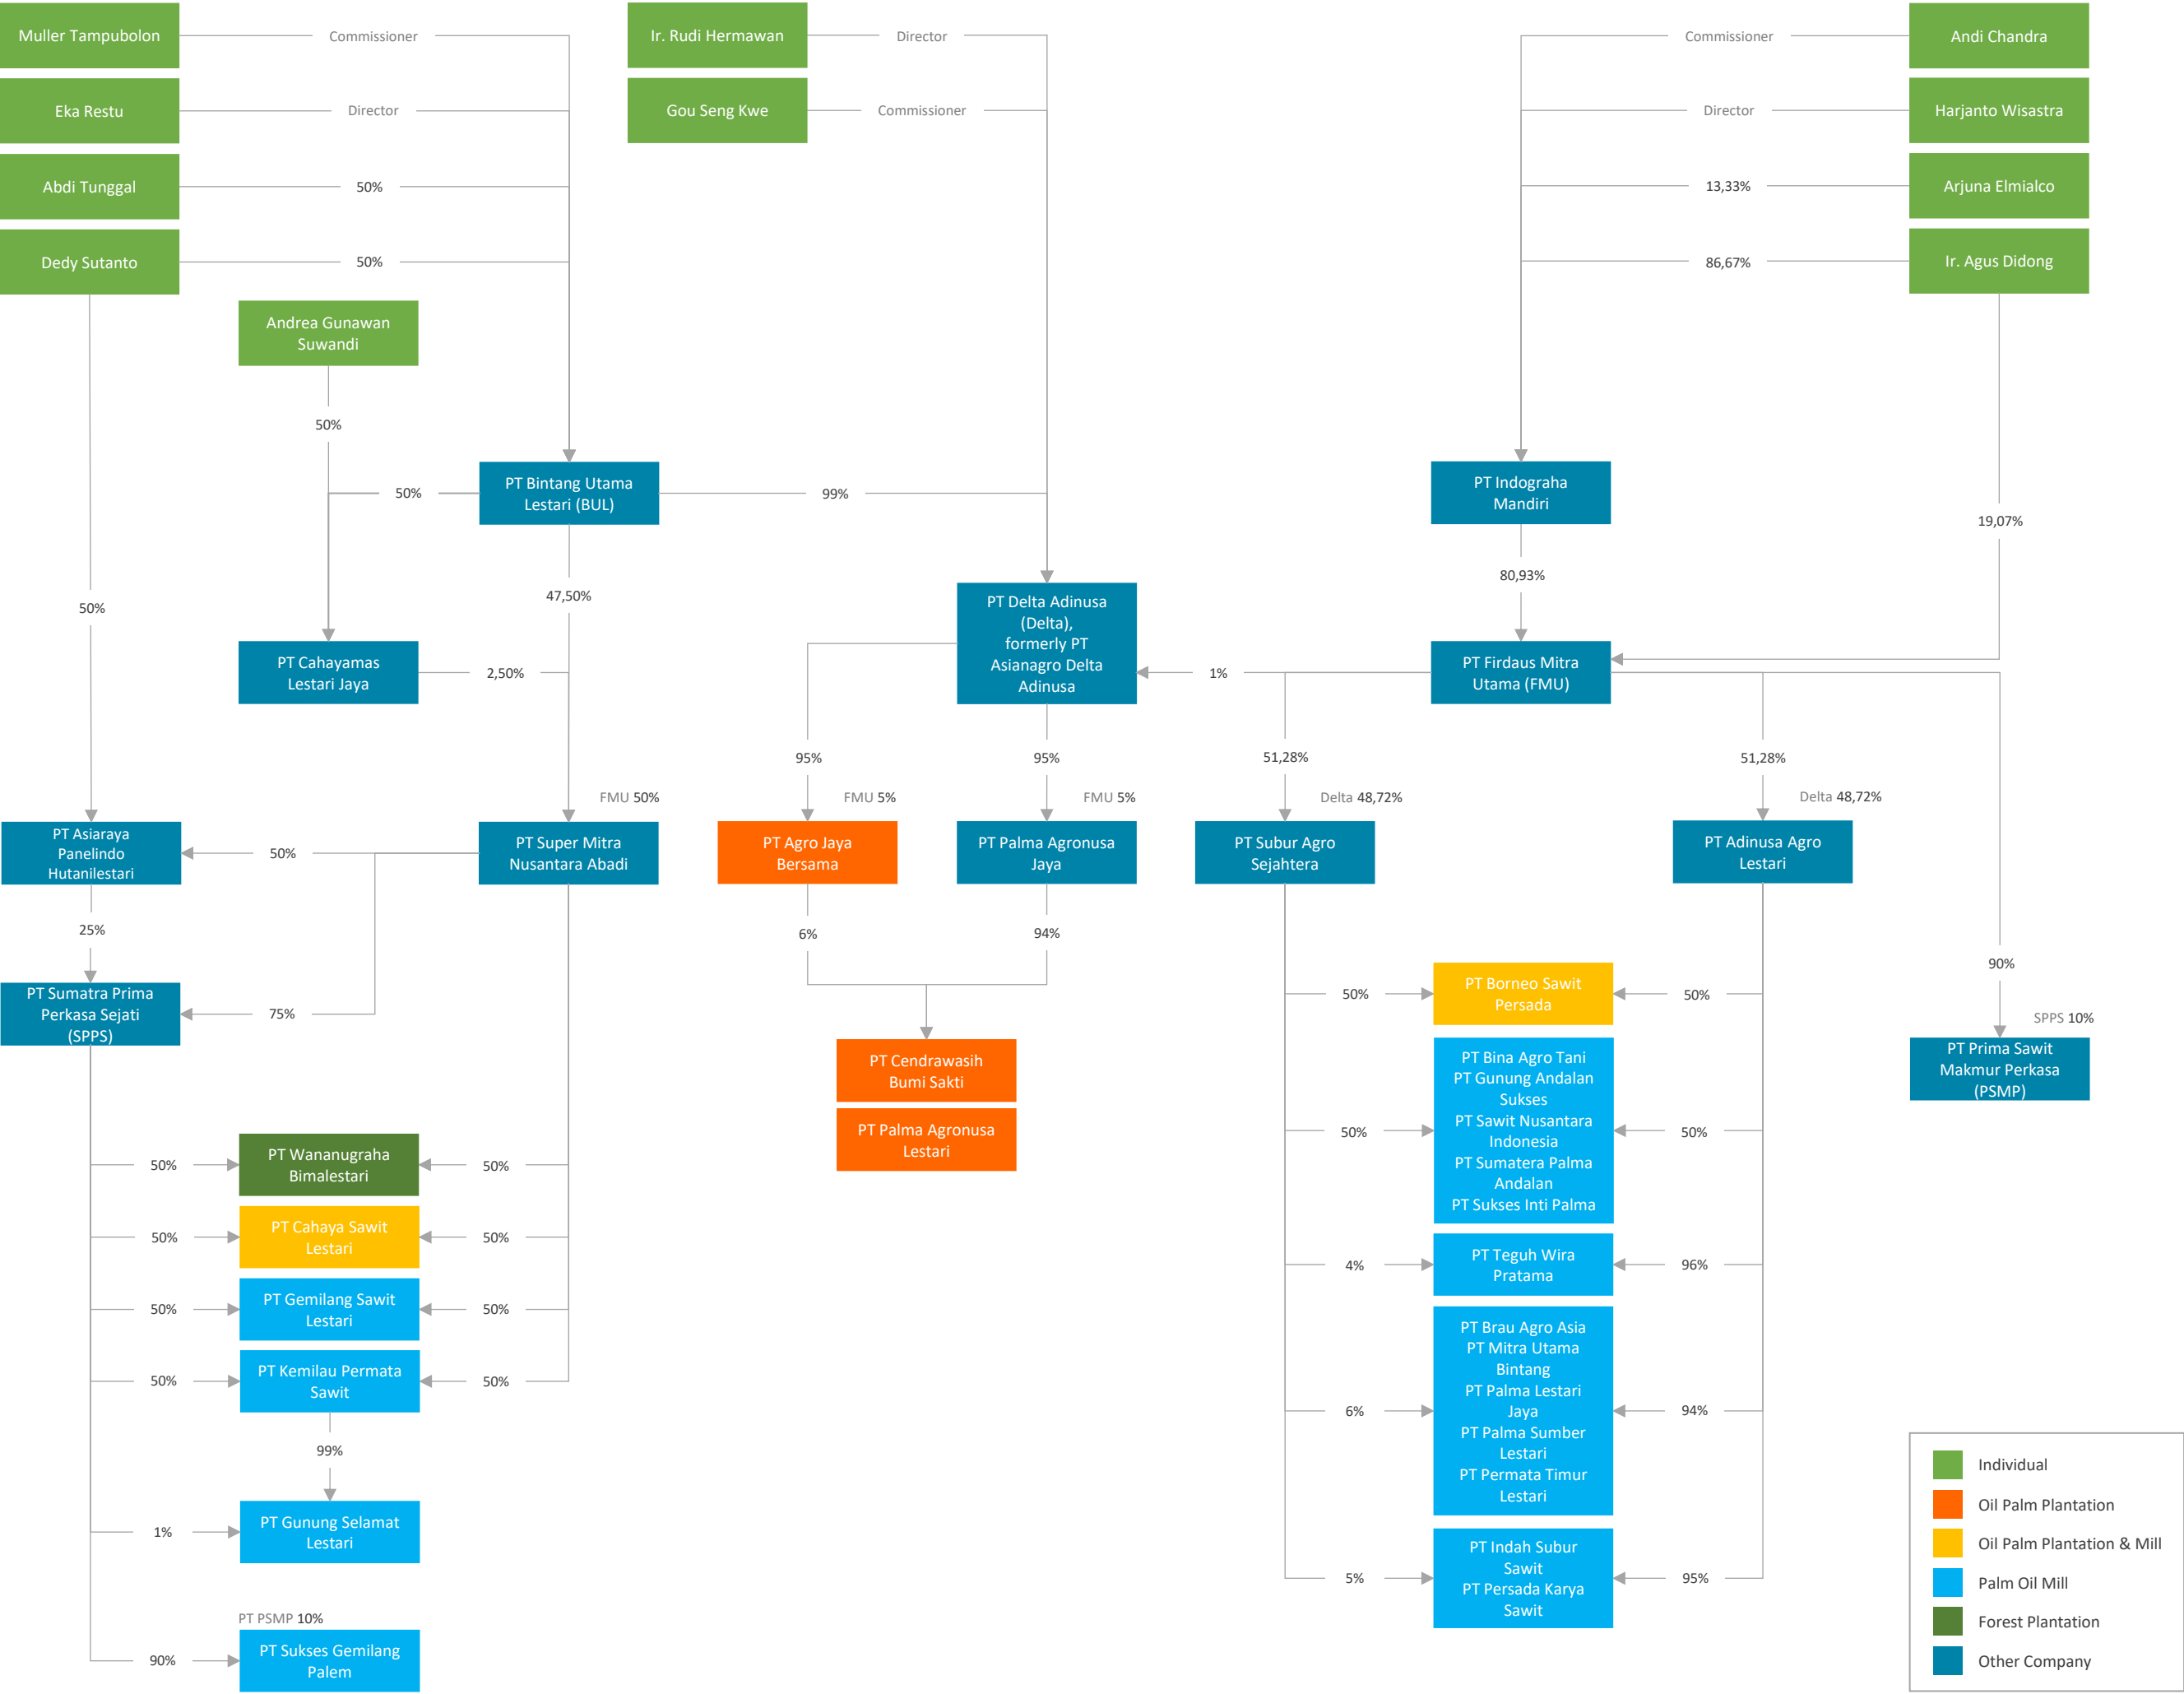 Muller Tampubolon
Commissioner
Ir. Rudi Hermawan
Director
Commissioner
Andi Chandra
Eka Restu
Director
Gou Seng Kwe
Commissioner
Director
Harjanto Wisastra
Abdi Tunggal
50%
13,33%
Arjuna Elmialco
Dedy Sutanto
50%
86,67%
Ir. Agus Didong
Andrea Gunawan
Suwandi
50%
50%
PT Bintang Utama
Lestari (BUL)
99%
PT Indograha
Mandiri
19,07%
50%
47,50%
PT Delta Adinusa
(Delta),
formerly PT
Asianagro Delta
Adinusa
80,93%
PT Cahayamas
Lestari Jaya
2,50%
1%
PT Firdaus Mitra
Utama (FMU)
95%
95%
51,28%
51,28%
FMU 50%
FMU 5%
FMU 5%
Delta 48,72%
Delta 48,72%
PT Asiaraya
Panelindo
Hutanilestari
50%
PT Super Mitra
Nusantara Abadi
PT Agro Jaya
Bersama
PT Palma Agronusa
Jaya
PT Subur Agro
Sejahtera
PT Adinusa Agro
Lestari
25%
6%
94%
90%
PT Sumatra Prima
Perkasa Sejati
(SPPS)
75%
50%
PT Borneo Sawit
Persada
50%
SPPS 10%
PT Prima Sawit
Makmur Perkasa
(PSMP)
PT Cendrawasih
Bumi Sakti
PT Palma Agronusa
Lestari
50%
PT Bina Agro Tani
PT Gunung Andalan
Sukses
PT Sawit Nusantara
Indonesia
PT Sumatera Palma
Andalan
PT Sukses Inti Palma
50%
50%
PT Wananugraha
Bimalestari
50%
50%
PT Cahaya Sawit
Lestari
50%
4%
PT Teguh Wira
Pratama
96%
50%
PT Gemilang Sawit
Lestari
50%
50%
PT Kemilau Permata
Sawit
50%
6%
PT Brau Agro Asia
PT Mitra Utama
Bintang
PT Palma Lestari
Jaya
PT Palma Sumber
Lestari
PT Permata Timur
Lestari
94%
99%
1%
PT Gunung Selamat
Lestari
5%
PT Indah Subur
Sawit
PT Persada Karya
Sawit
95%
PT PSMP 10%
90%
PT Sukses Gemilang
Palem
Individual
Oil Palm Plantation
Oil Palm Plantation & Mill
Palm Oil Mill
Forest Plantation
Other Company